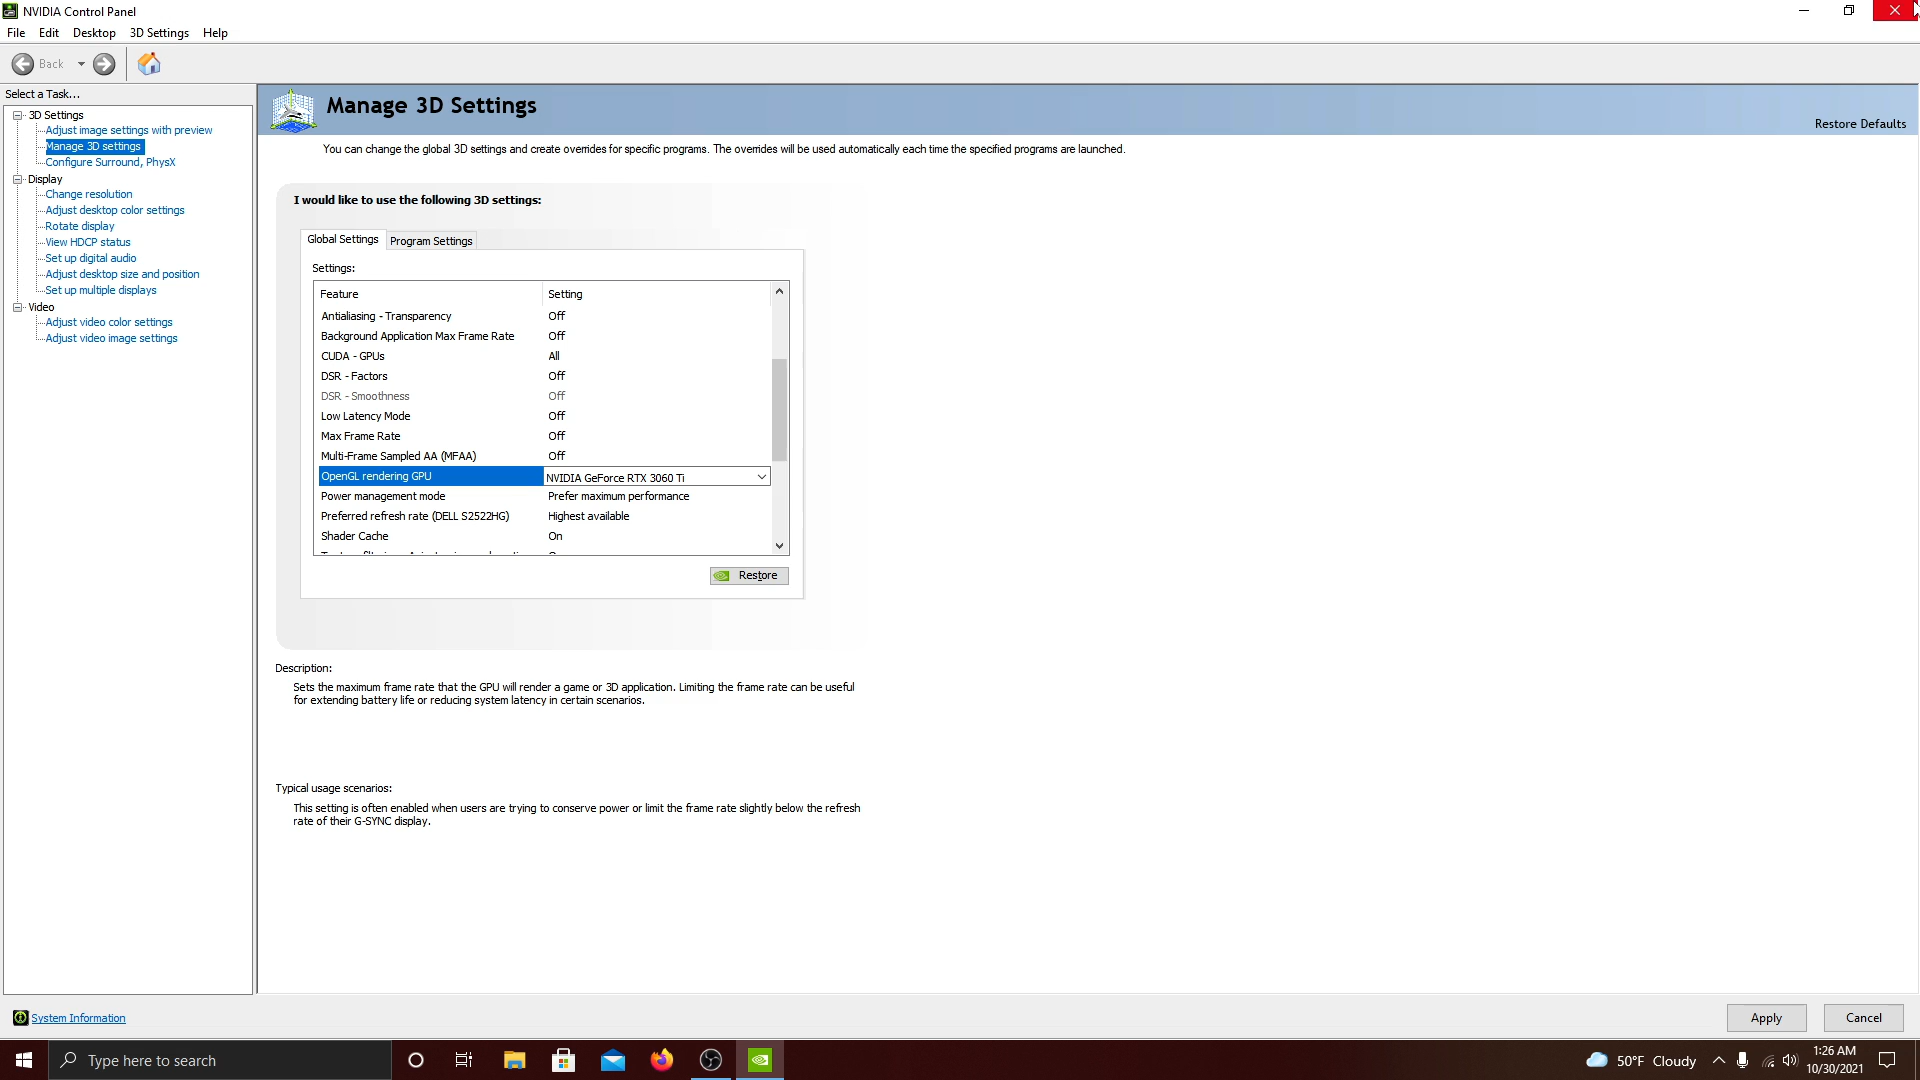 NVIDIA Control Panel
File Edit Desktop 3D Settings Help
Back
Select a Task...
3D Settings
Adjust image settings with preview
Manage 3D settings
Configure Surround, PhysX
Display
Change resolution
Adjust desktop color settings
Rotate display
View HDCP status
Set up digital audio
Adjust desktop size and position
Set up multiple displays
Video
Adjust video color settings
Adjust video image settings
Manage 3D Settings
Restore Defaults
You can change the global 3D settings and create overrides for specific programs. The overrides will be used automatically each time the specified programs are launched.
I would like to use the following 3D settings:
Global Settings Program Settings
Settings:
Feature Setting
Antialiasing - Transparency Off
Background Application Max Frame Rate Off
CUDA - GPUs All
DSR - Factors Off
DSR - Smoothness Off
Low Latency Mode Off
Max Frame Rate Off
Multi-Frame Sampled AA (MFAA) Off
OpenGL rendering GPU NVIDIA GeForce RTX 3060 Ti
Power management mode Prefer maximum performance
Preferred refresh rate (DELL S2522HG) Highest available
Shader Cache On
Restore
Description:
Sets the maximum frame rate that the GPU will render a game or 3D application. Limiting the frame rate can be useful
for extending battery life or reducing system latency in certain scenarios.
Typical usage scenarios:
This setting is often enabled when users are trying to conserve power or limit the frame rate slightly below the refresh
rate of their G-SYNC display.
System Information
Apply Cancel
Type here to search
50°F Cloudy
1:26 AM
10/30/2021